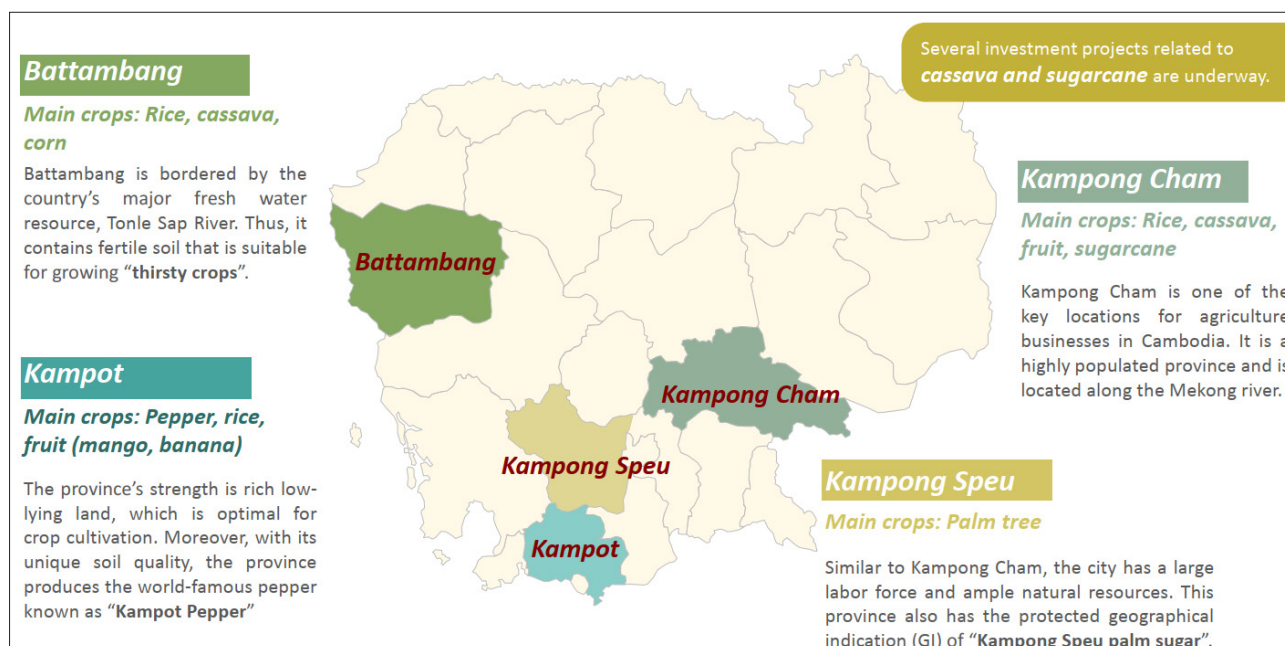 Battambang
Main crops: Rice, cassava,
corn
Battambang is bordered by the
country's major fresh water
resource, Tonle Sap River. Thus, it
contains fertile soil that is suitable
for growing “thirsty crops”.
Kampot
Main crops: Pepper, rice,
fruit (mango, banana)
The province's strength is rich low-
lying land, which is optimal for
crop cultivation. Moreover, with its
unique soil quality, the province
produces the world-famous pepper
known as “Kampot Pepper”
Battambang
Kampong Cham
Kampong Speu
Kampot
Several investment projects related to
cassava and sugarcane are underway.
Kampong Cham
Main crops: Rice, cassava,
fruit, sugarcane
Kampong Cham is one of the
key locations for agriculture
businesses in Cambodia. It is a
highly populated province and is
located along the Mekong river.
Kampong Speu
Main crops: Palm tree
Similar to Kampong Cham, the city has a large
labor force and ample natural resources. This
province also has the protected geographical
indication (GI) of “Kampong Speu palm sugar”.